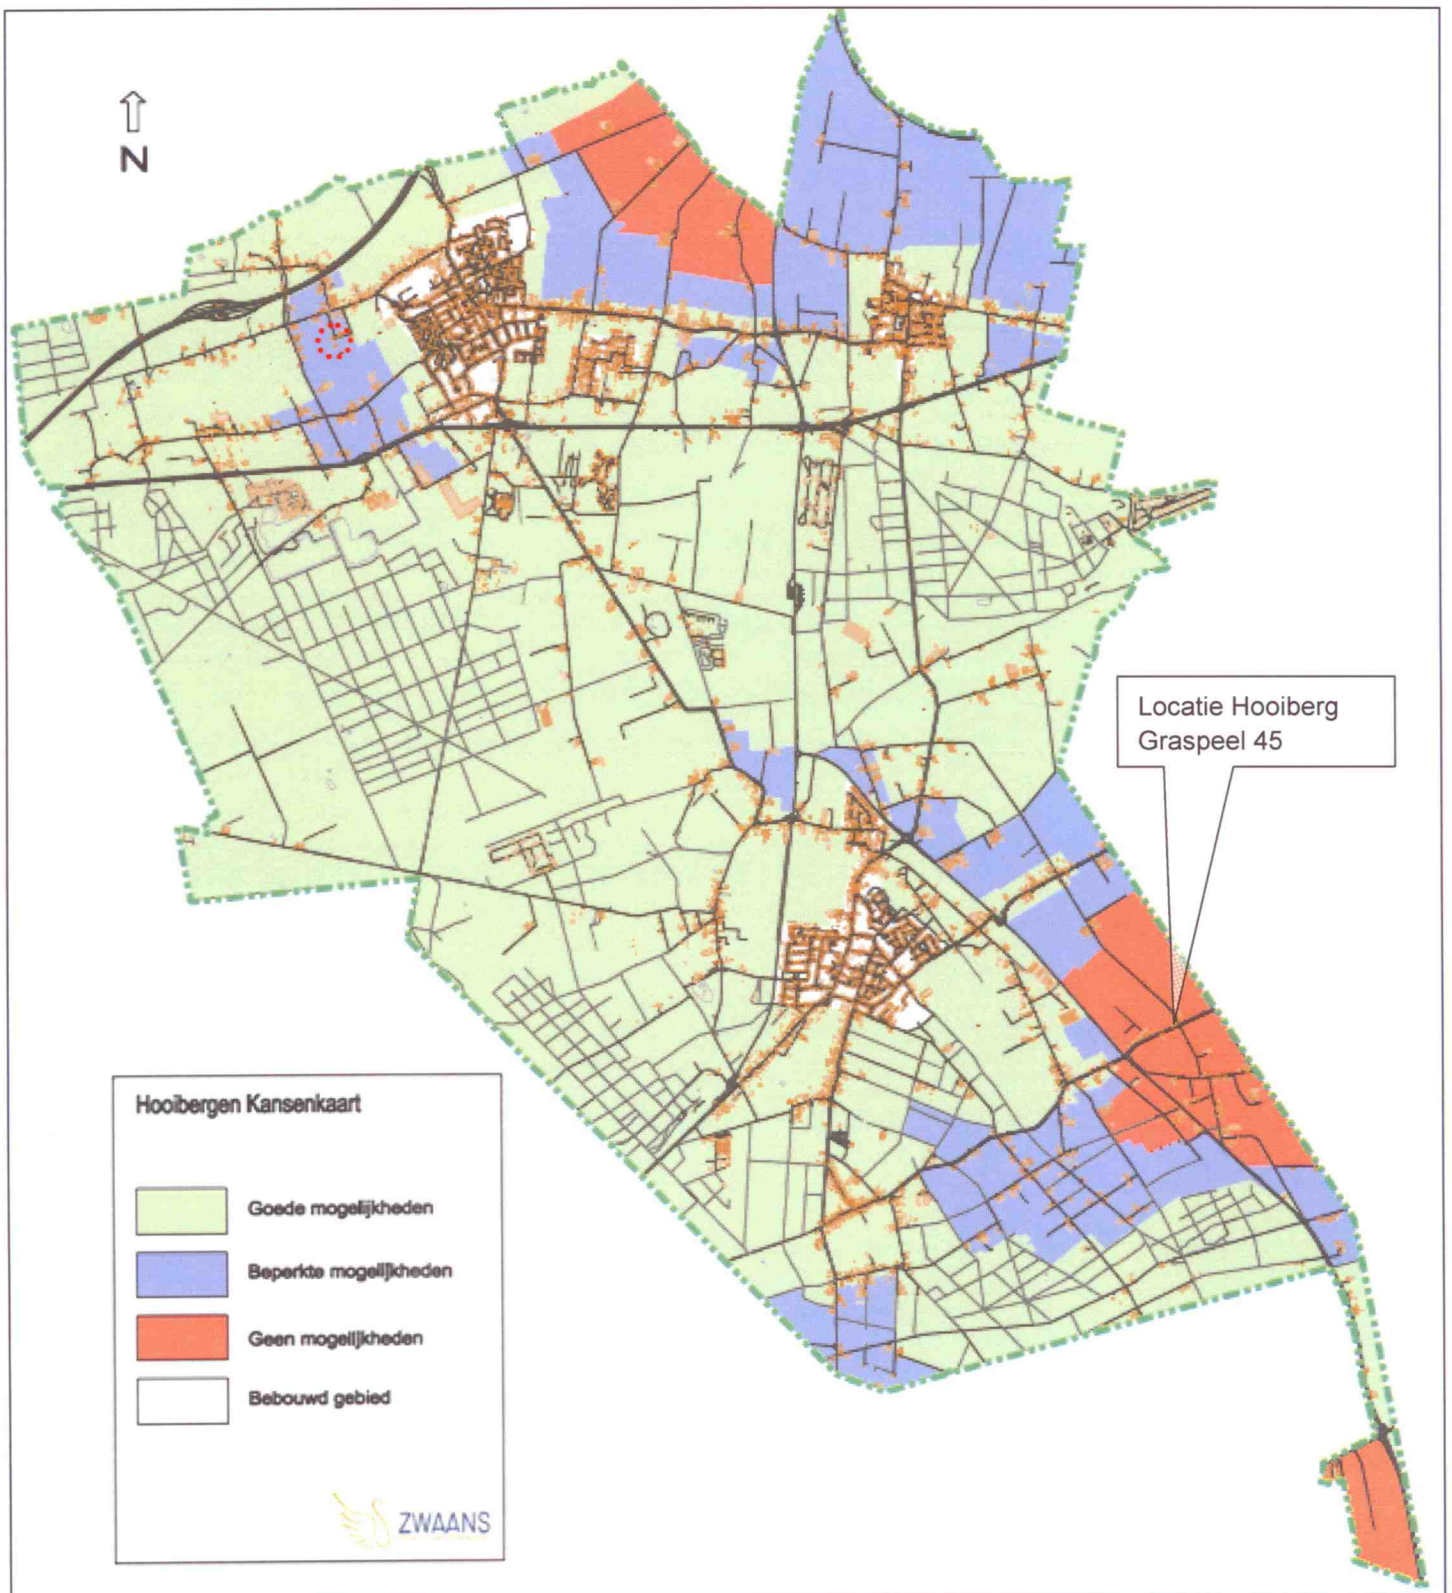 N
Locatie Hooiberg
Graspeel 45
Hooibergen Kansenkaart
Goede mogelijkheden
Beperkte mogelijkheden
Geen mogelijkheden
Bebouwd gebied
ZWAANS